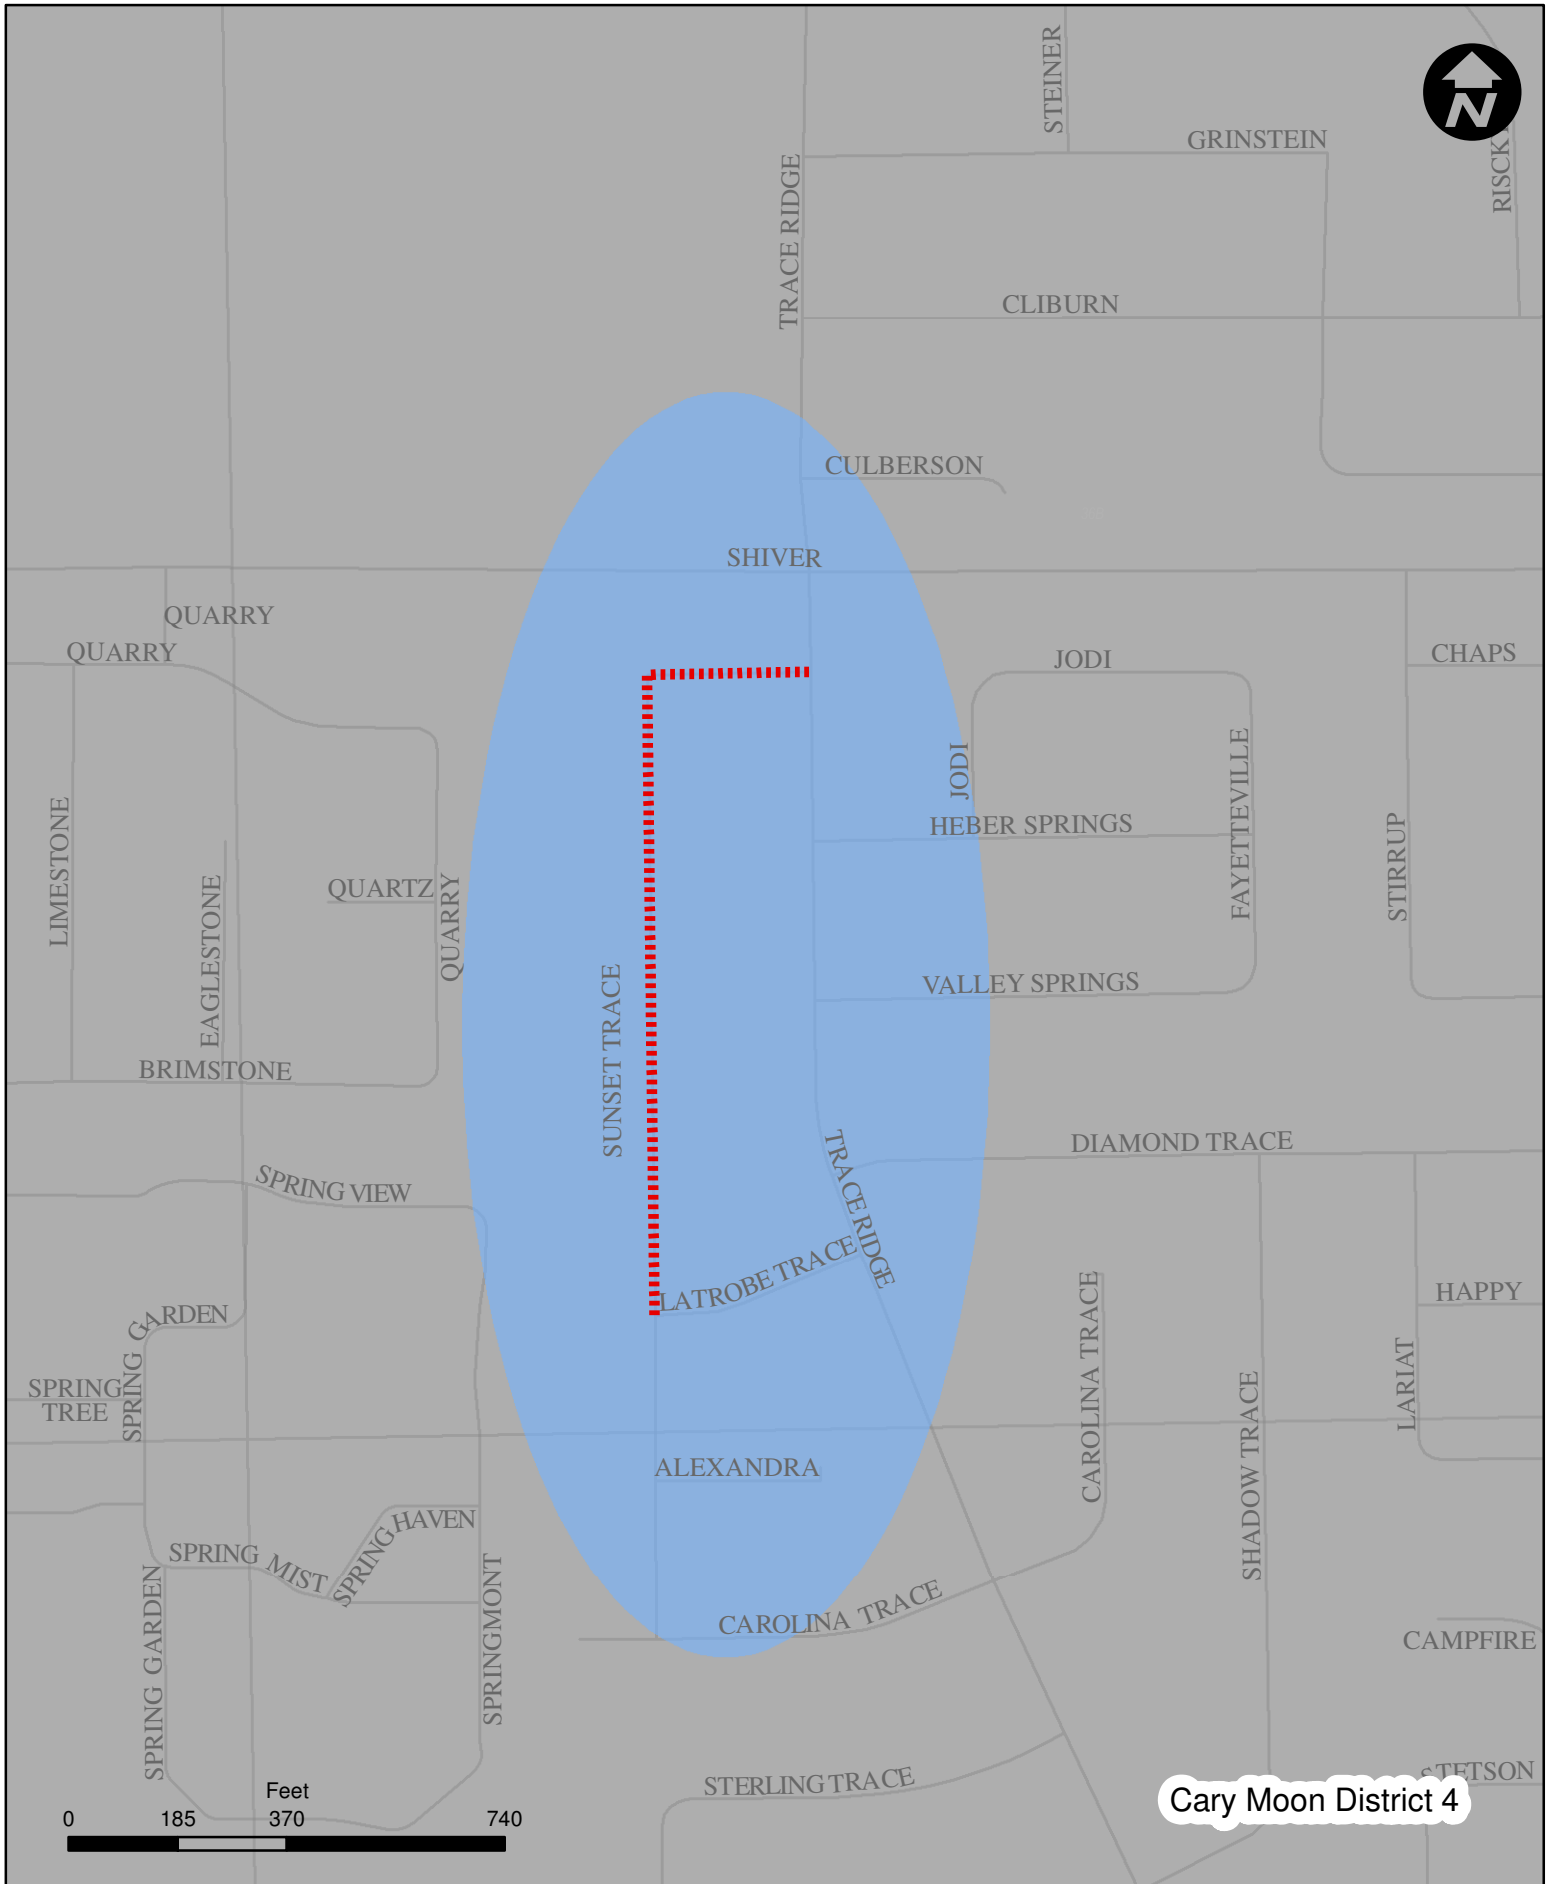 STEINER
N
GRINSTEIN
TRACE RIDGE
CLIBURN
CULBERSON
SHIVER
QUARRY
QUARRY
JODI
CHAPS
JODI
LIMESTONE
HEBER SPRINGS
FAYETTEVILLE
STIRRUP
QUARTZ
QUARRY
EAGLESTONE
SUNSET TRACE
VALLEY SPRINGS
BRIMSTONE
TRACE RIDGE
DIAMOND TRACE
SPRING VIEW
LATROBE TRACE
CAROLINA TRACE
HAPPY
SPRING GARDEN
LARIAT
SPRING
TREE
SHADOW TRACE
ALEXANDRA
SPRING HAVEN
SPRING MIST
SPRING GARDEN
SPRINGMONT
CAROLINA TRACE
CAMPFIRE
STERLING TRACE
STETSON
Feet
0 185 370 740
Cary Moon District 4